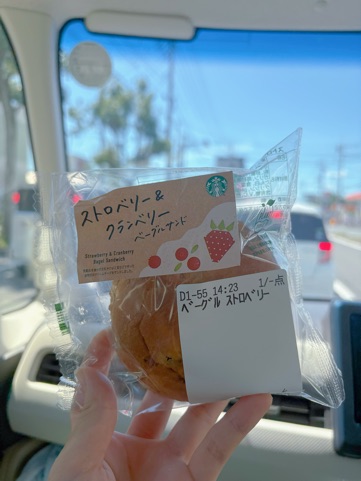 ストロベリー&
クランベリー
ベーグルサンド
Strawberry & Cranberry
Bagel Sandwich
D1-55 14:23 1/-点
ベーグル ストロベリー